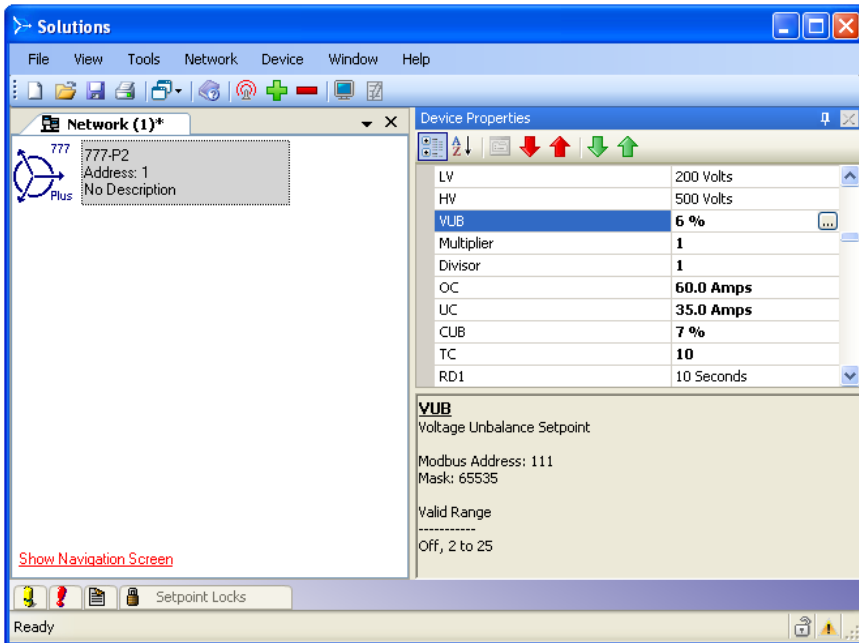 Solutions
File View Tools Network Device Window Help
Network (1)*
777
Plus
777-P2
Address: 1
No Description
Show Navigation Screen
Device Properties
LV 200 Volts
HV 500 Volts
VUB 6 % ...
Multiplier 1
Divisor 1
OC 60.0 Amps
UC 35.0 Amps
CUB 7 %
TC 10
RD1 10 Seconds
VUB
Voltage Unbalance Setpoint
Modbus Address: 111
Mask: 65535
Valid Range
-----------
Off, 2 to 25
Setpoint Locks
Ready